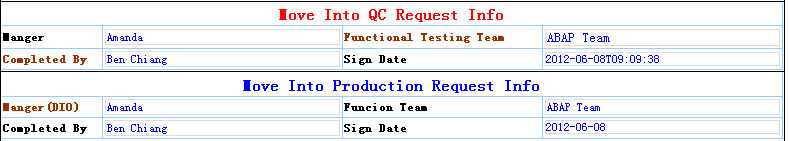 Move Into QC Request Info
Manger Amanda Functional Testing Team ABAP Team
Completed By Ben Chiang Sign Date 2012-06-08T09:09:38
Move Into Production Request Info
Manger(DIO) Amanda Funcion Team ABAP Team
Completed By Ben Chiang Sign Date 2012-06-08